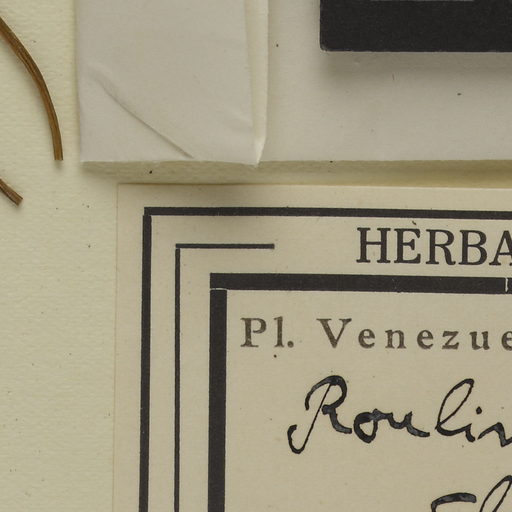 HERBA
Pl. Venezue
Roulin